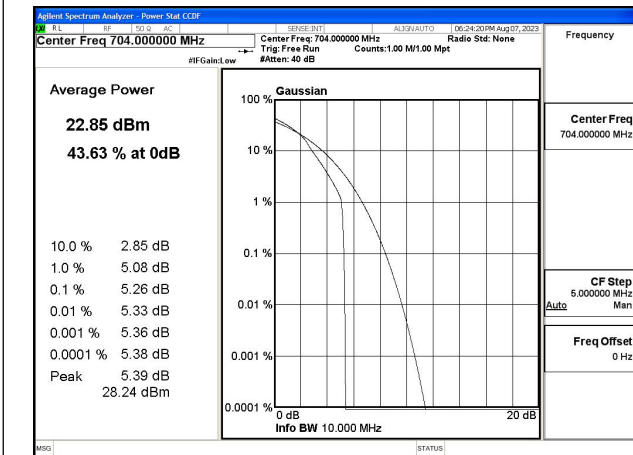 Agilent Spectrum Analyzer - Power Stat CCDF
LXI RL RF 50 Ω AC SENSE:INT ALIGNAUTO 06:24:20PM Aug 07, 2023
Center Freq 704.000000 MHz
Center Freq: 704.000000 MHz Radio Std: None
Trig: Free Run Counts:1.00 M/1.00 Mpt
#IFGain:Low #Atten: 40 dB
Frequency
Average Power
22.85 dBm
43.63 % at 0dB
10.0 % 2.85 dB
1.0 % 5.08 dB
0.1 % 5.26 dB
0.01 % 5.33 dB
0.001 % 5.36 dB
0.0001 % 5.38 dB
Peak 5.39 dB
28.24 dBm
Gaussian
100 %
10 %
1 %
0.1 %
0.01 %
0.001 %
0.0001 %
0 dB 20 dB
Info BW 10.000 MHz
Center Freq
704.000000 MHz
CF Step
5.000000 MHz
Auto Man
Freq Offset
0 Hz
MSG STATUS